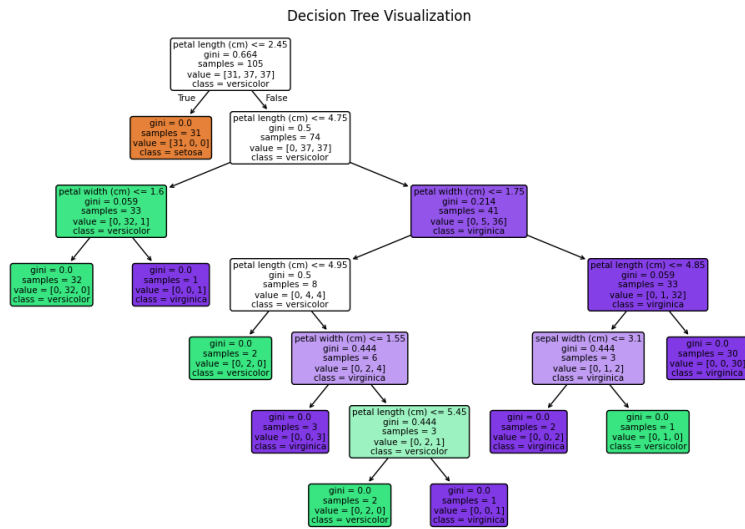 Decision Tree Visualization
petal length (cm) <= 2.45
gini = 0.664
samples = 105
value = [31, 37, 37]
class = versicolor
True
False
gini = 0.0
samples = 31
value = [31, 0, 0]
class = setosa
petal length (cm) <= 4.75
gini = 0.5
samples = 74
value = [0, 37, 37]
class = versicolor
petal width (cm) <= 1.6
gini = 0.059
samples = 33
value = [0, 32, 1]
class = versicolor
petal width (cm) <= 1.75
gini = 0.214
samples = 41
value = [0, 5, 36]
class = virginica
gini = 0.0
samples = 32
value = [0, 32, 0]
class = versicolor
gini = 0.0
samples = 1
value = [0, 0, 1]
class = virginica
petal length (cm) <= 4.95
gini = 0.5
samples = 8
value = [0, 4, 4]
class = versicolor
petal length (cm) <= 4.85
gini = 0.059
samples = 33
value = [0, 1, 32]
class = virginica
gini = 0.0
samples = 2
value = [0, 2, 0]
class = versicolor
petal width (cm) <= 1.55
gini = 0.444
samples = 6
value = [0, 2, 4]
class = virginica
sepal width (cm) <= 3.1
gini = 0.444
samples = 3
value = [0, 1, 2]
class = virginica
gini = 0.0
samples = 30
value = [0, 0, 30]
class = virginica
gini = 0.0
samples = 3
value = [0, 0, 3]
class = virginica
petal length (cm) <= 5.45
gini = 0.444
samples = 3
value = [0, 2, 1]
class = versicolor
gini = 0.0
samples = 2
value = [0, 0, 2]
class = virginica
gini = 0.0
samples = 1
value = [0, 1, 0]
class = versicolor
gini = 0.0
samples = 2
value = [0, 2, 0]
class = versicolor
gini = 0.0
samples = 1
value = [0, 0, 1]
class = virginica